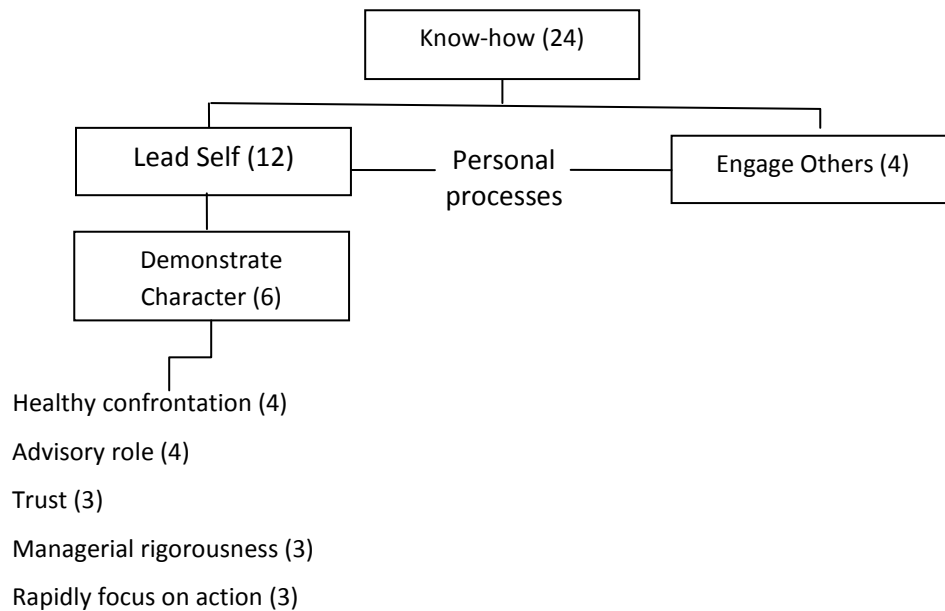 Know-how (24)
Lead Self (12)
Personal
processes
Engage Others (4)
Demonstrate
Character (6)
Healthy confrontation (4)
Advisory role (4)
Trust (3)
Managerial rigorousness (3)
Rapidly focus on action (3)